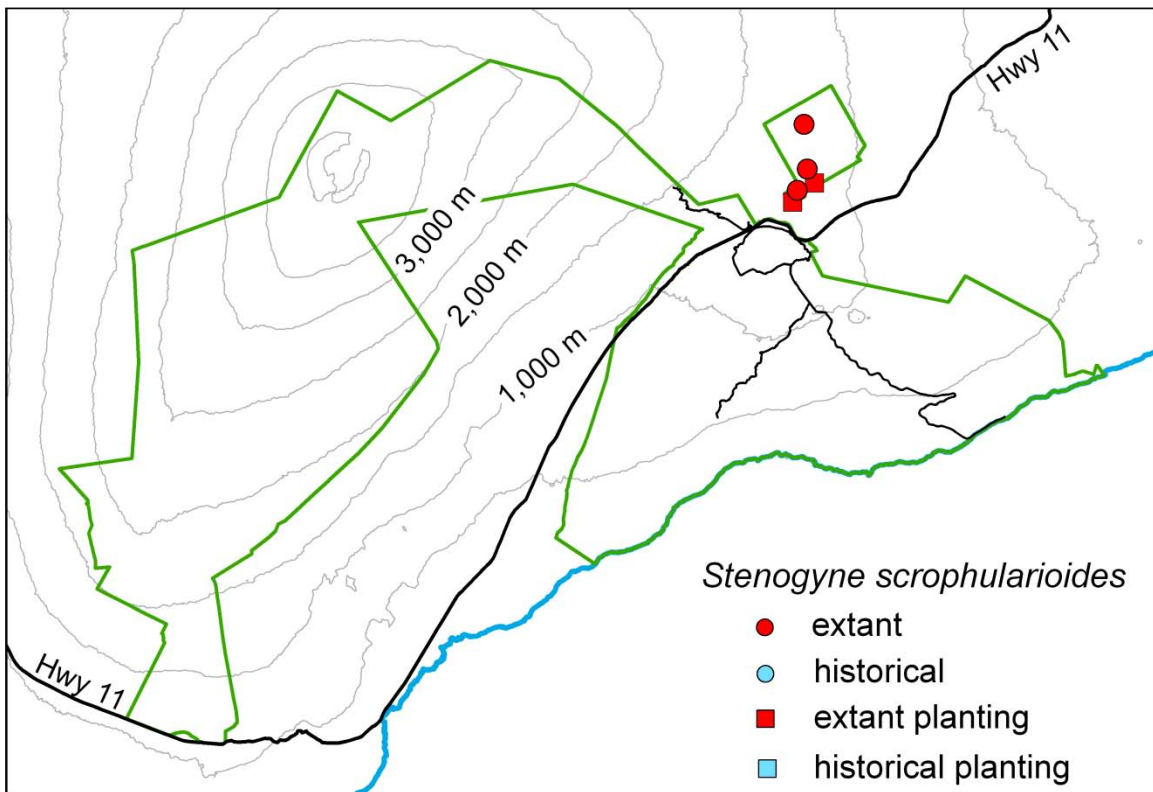 Hwy 11
3,000 m
2,000 m
1,000 m
Stenogyne scrophularioides
extant
historical
extant planting
historical planting
Hwy 11